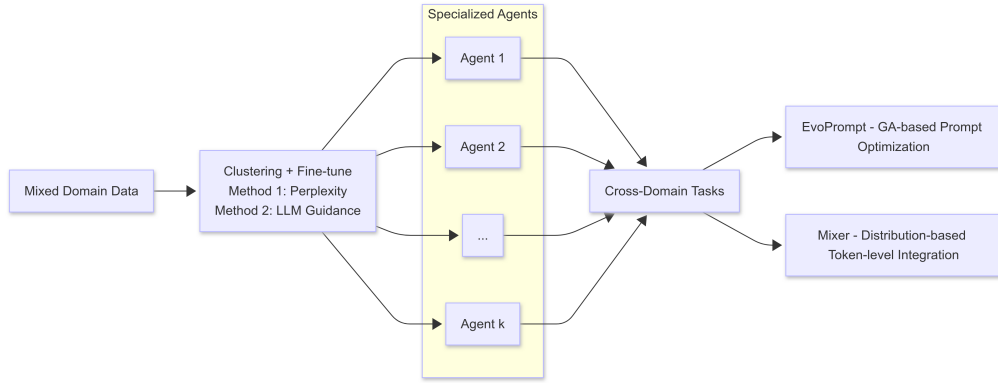 Mixed Domain Data
Clustering + Fine-tune
Method 1: Perplexity
Method 2: LLM Guidance
Specialized Agents
Agent 1
Agent 2
...
Agent k
Cross-Domain Tasks
EvoPrompt - GA-based Prompt
Optimization
Mixer - Distribution-based
Token-level Integration